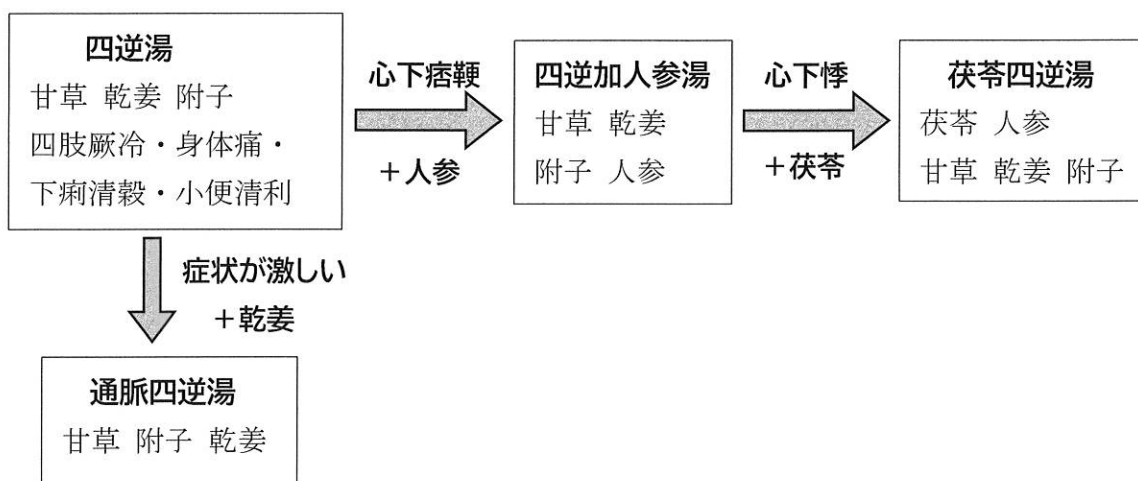 四逆湯
甘草 乾姜 附子
四肢厥冷・身体痛・
下痢清穀・小便清利
心下痞鞕
+人参
四逆加人参湯
甘草 乾姜
附子 人参
心下悸
+茯苓
茯苓四逆湯
茯苓 人参
甘草 乾姜 附子
症状が激しい
+乾姜
通脈四逆湯
甘草 附子 乾姜